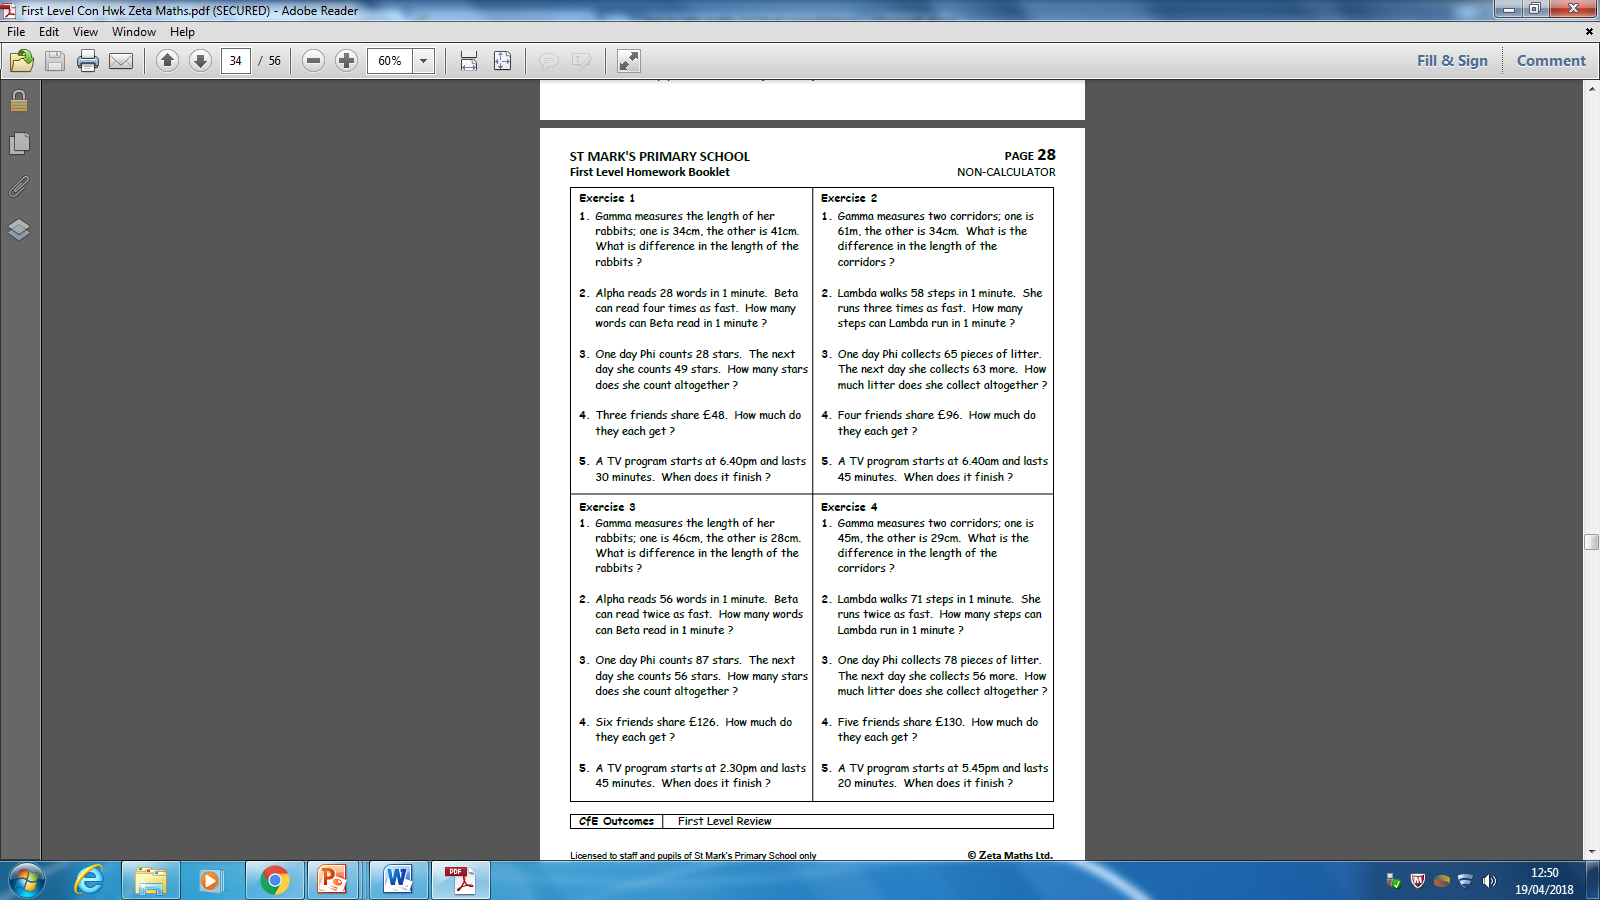 First Level Con Hwk Zeta Maths.pdf (SECURED) - Adobe Reader
File Edit View Window Help
34 / 56 60% Fill & Sign Comment
ST MARK'S PRIMARY SCHOOL PAGE 28
First Level Homework Booklet NON-CALCULATOR
Exercise 1
1. Gamma measures the length of her
rabbits; one is 34cm, the other is 41cm.
What is difference in the length of the
rabbits ?
2. Alpha reads 28 words in 1 minute. Beta
can read four times as fast. How many
words can Beta read in 1 minute ?
3. One day Phi counts 28 stars. The next
day she counts 49 stars. How many stars
does she count altogether ?
4. Three friends share £48. How much do
they each get ?
5. A TV program starts at 6.40pm and lasts
30 minutes. When does it finish ?
Exercise 2
1. Gamma measures two corridors; one is
61m, the other is 34cm. What is the
difference in the length of the
corridors ?
2. Lambda walks 58 steps in 1 minute. She
runs three times as fast. How many
steps can Lambda run in 1 minute ?
3. One day Phi collects 65 pieces of litter.
The next day she collects 63 more. How
much litter does she collect altogether ?
4. Four friends share £96. How much do
they each get ?
5. A TV program starts at 6.40am and lasts
45 minutes. When does it finish ?
Exercise 3
1. Gamma measures the length of her
rabbits; one is 46cm, the other is 28cm.
What is difference in the length of the
rabbits ?
2. Alpha reads 56 words in 1 minute. Beta
can read twice as fast. How many words
can Beta read in 1 minute ?
3. One day Phi counts 87 stars. The next
day she counts 56 stars. How many stars
does she count altogether ?
4. Six friends share £126. How much do
they each get ?
5. A TV program starts at 2.30pm and lasts
45 minutes. When does it finish ?
Exercise 4
1. Gamma measures two corridors; one is
45m, the other is 29cm. What is the
difference in the length of the
corridors ?
2. Lambda walks 71 steps in 1 minute. She
runs twice as fast. How many steps can
Lambda run in 1 minute ?
3. One day Phi collects 78 pieces of litter.
The next day she collects 56 more. How
much litter does she collect altogether ?
4. Five friends share £130. How much do
they each get ?
5. A TV program starts at 5.45pm and lasts
20 minutes. When does it finish ?
CfE Outcomes First Level Review
Licensed to staff and pupils of St Mark's Primary School only © Zeta Maths Ltd.
12:50
19/04/2018